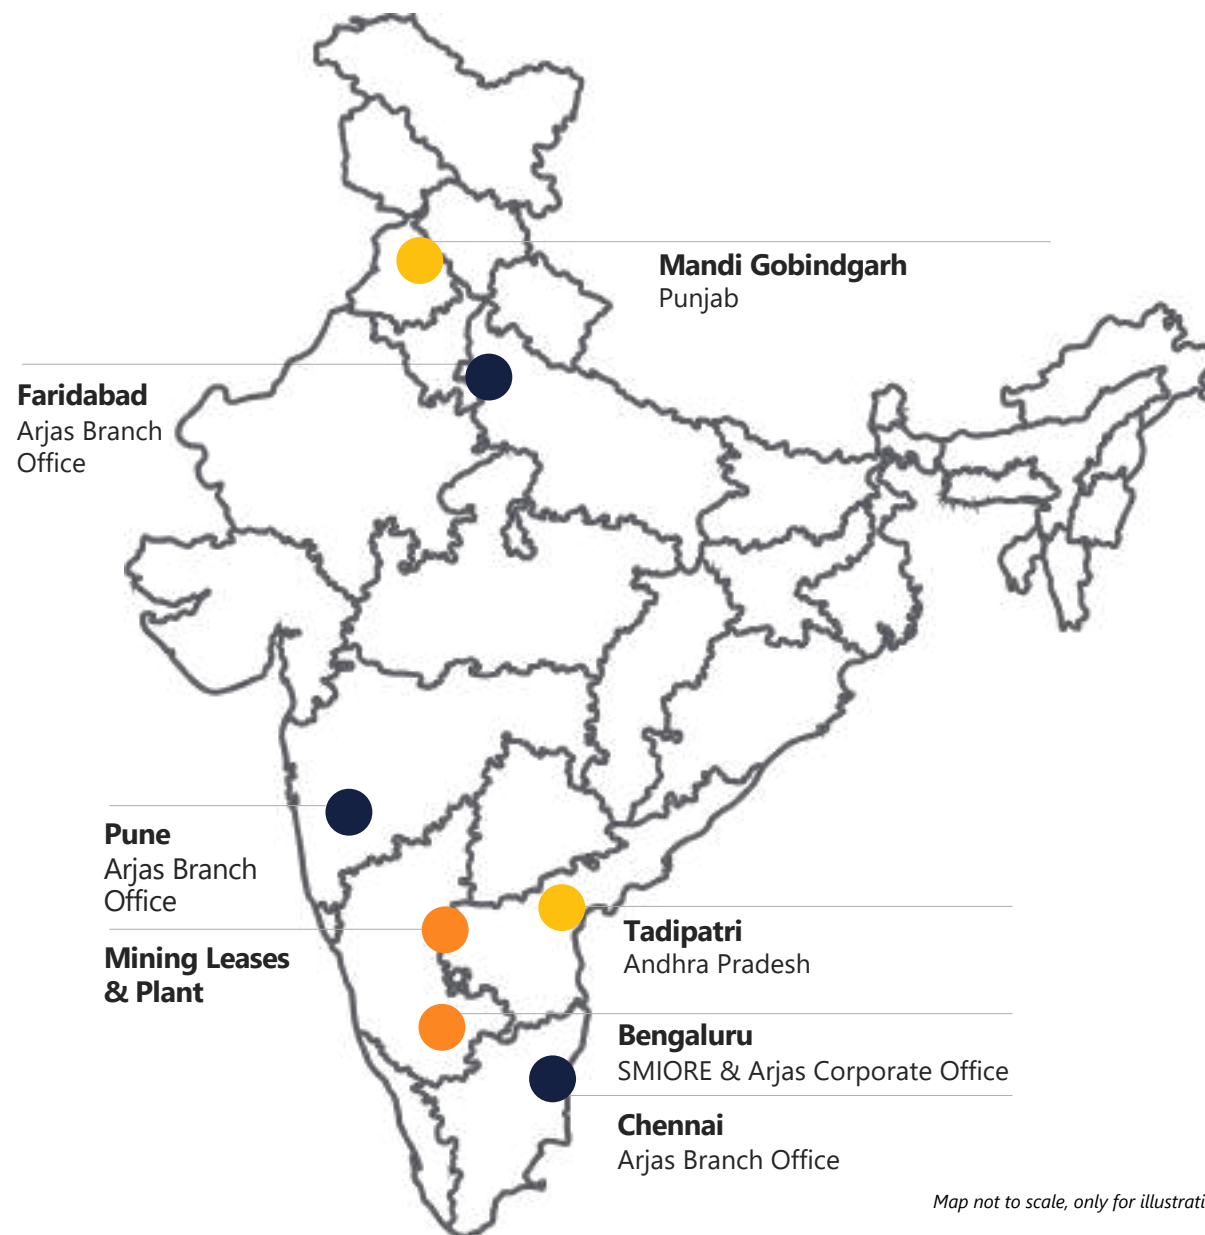 Mandi Gobindgarh
Punjab
Faridabad
Arjas Branch
Office
Pune
Arjas Branch
Office
Mining Leases
& Plant
Tadipatri
Andhra Pradesh
Bengaluru
SMIORE & Arjas Corporate Office
Chennai
Arjas Branch Office
Map not to scale, only for illustrati